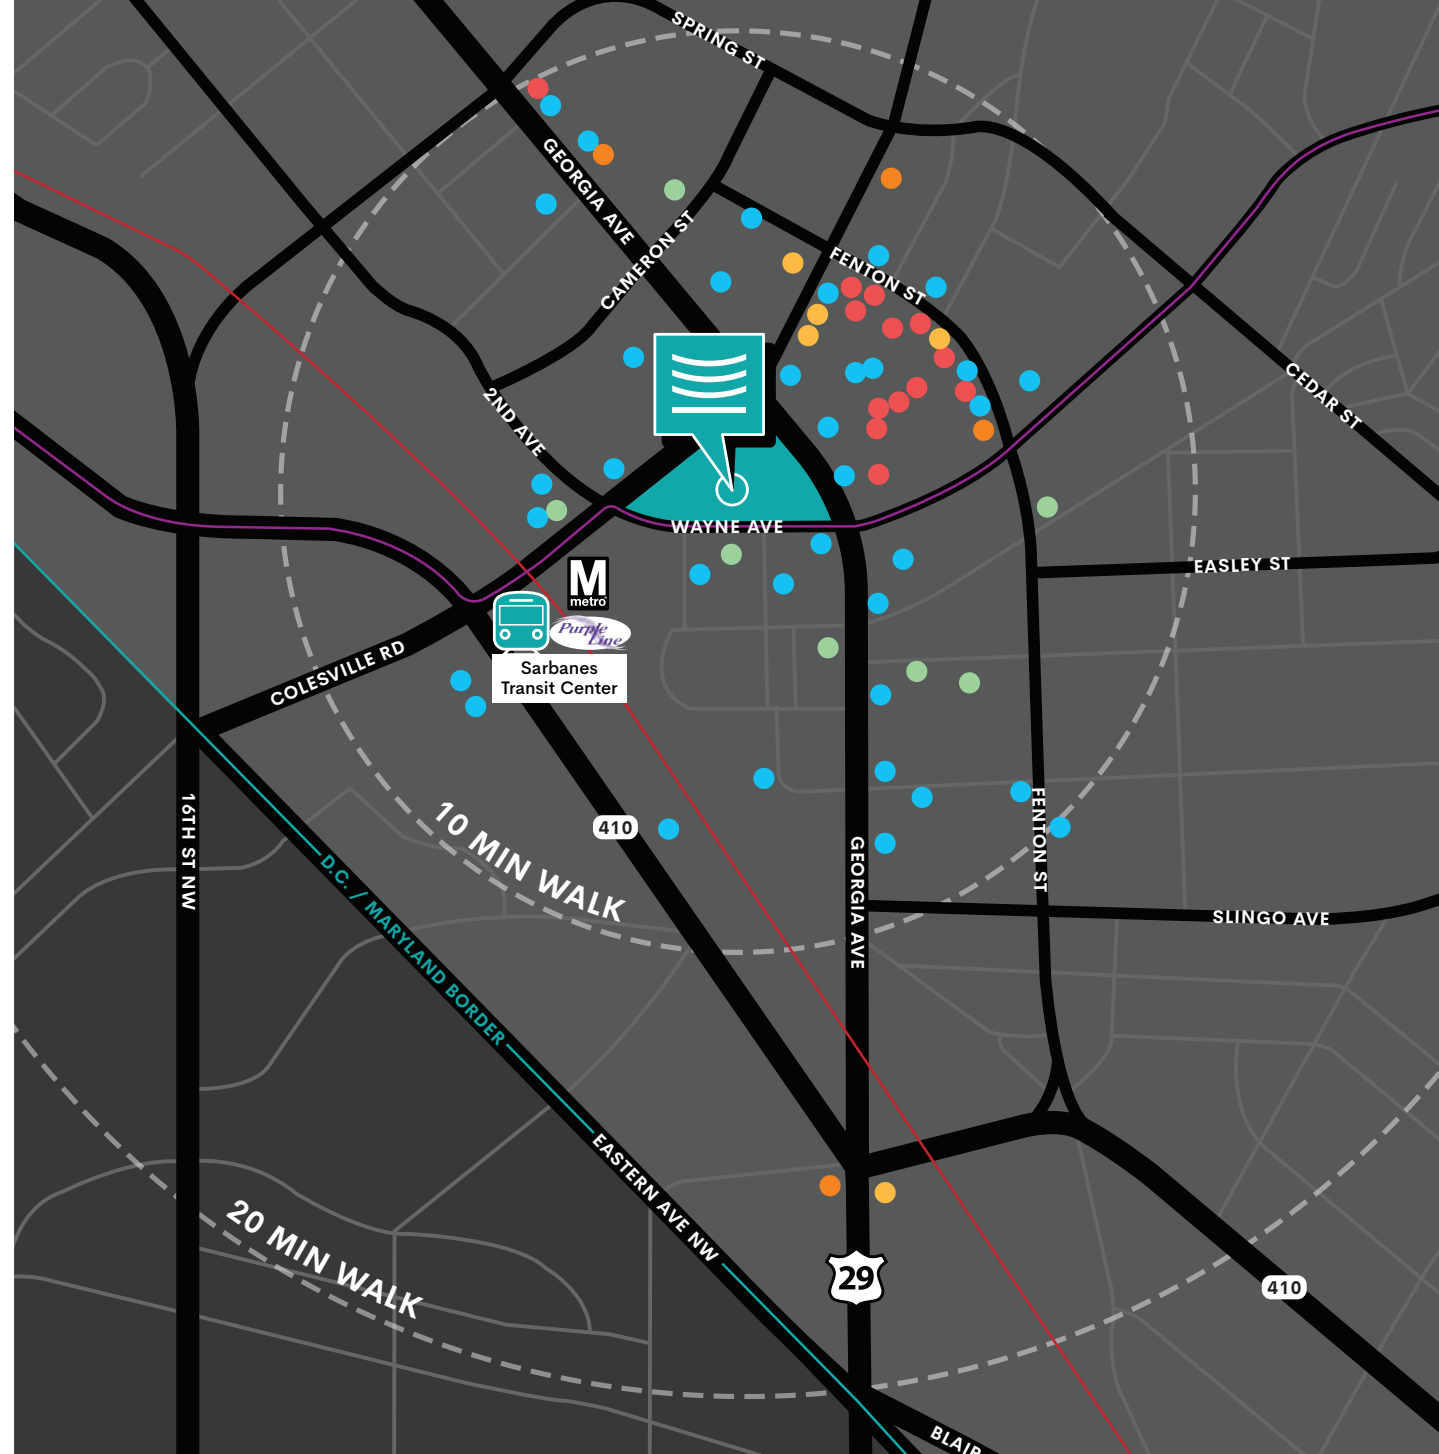 SPRING ST
GEORGIA AVE
CAMERON ST
FENTON ST
CEDAR ST
2ND AVE
WAYNE AVE
EASLEY ST
M
metro
Purple
Line
Sarbanes
Transit Center
COLESVILLE RD
16TH ST NW
10 MIN WALK
410
FENTON ST
GEORGIA AVE
D.C. / MARYLAND BORDER
SLINGO AVE
EASTERN AVE NW
20 MIN WALK
29
410
BLAIR